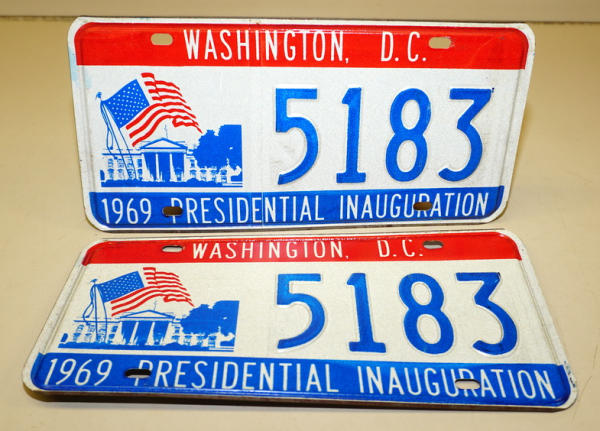 WASHINGTON, D.C.
5183
1969 PRESIDENTIAL INAUGURATION
WASHINGTON, D.C.
5183
1969 PRESIDENTIAL INAUGURATION